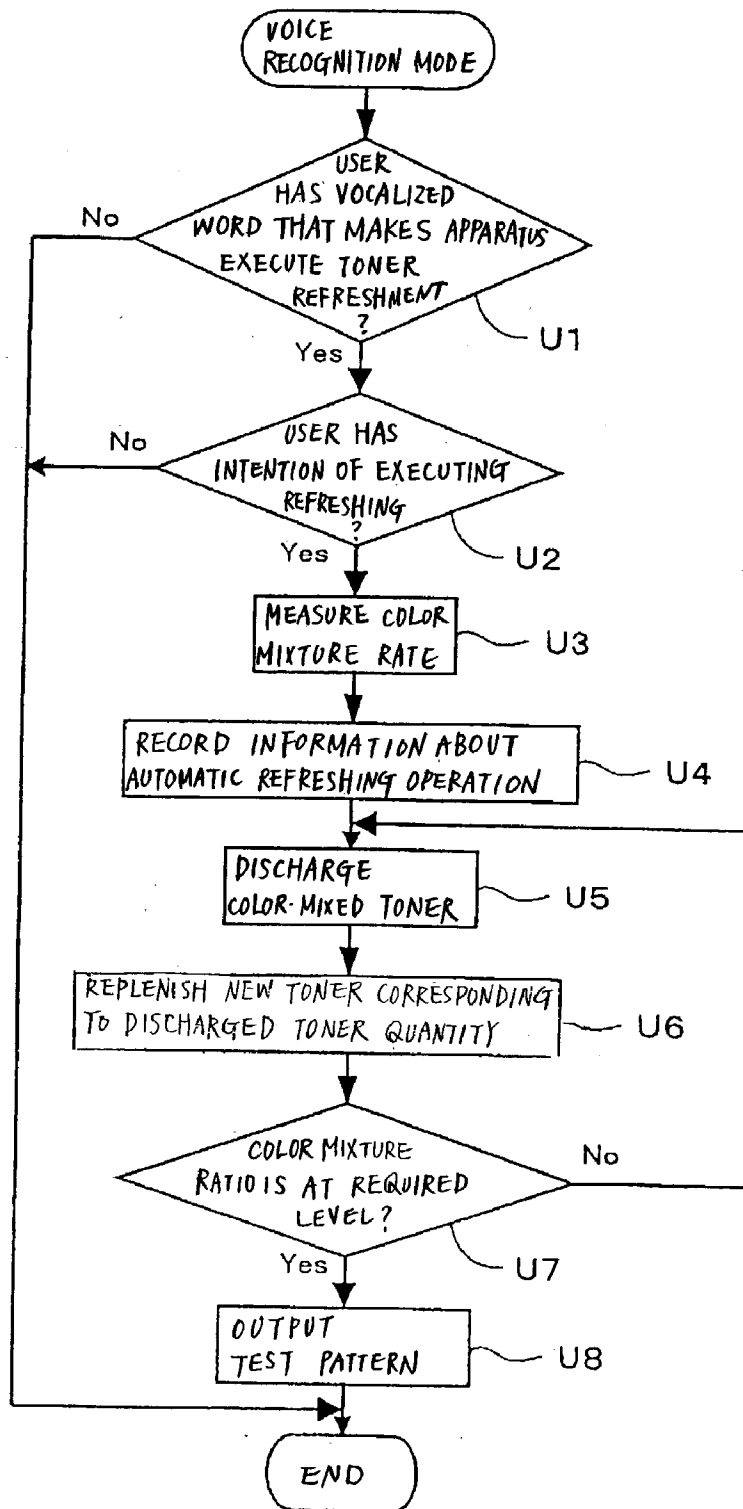 VOICE
RECOGNITION MODE
USER
HAS VOCALIZED
WORD THAT MAKES APPARATUS
EXECUTE TONER
REFRESHMENT
?
No
U1
Yes
USER HAS
INTENTION OF EXECUTING
REFRESHING
?
No
U2
Yes
MEASURE COLOR
MIXTURE RATE
U3
RECORD INFORMATION ABOUT
AUTOMATIC REFRESHING OPERATION
U4
DISCHARGE
COLOR-MIXED TONER
U5
REPLENISH NEW TONER CORRESPONDING
TO DISCHARGED TONER QUANTITY
U6
COLOR MIXTURE
RATIO IS AT REQUIRED
LEVEL?
No
U7
Yes
OUTPUT
TEST PATTERN
U8
END